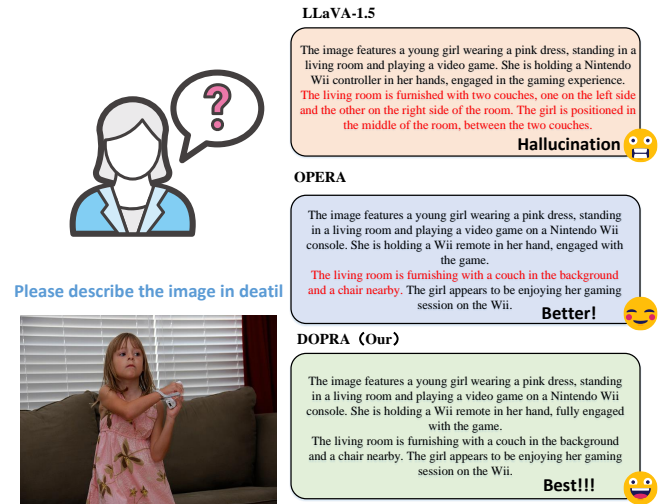 LLaVA-1.5
The image features a young girl wearing a pink dress, standing in a
living room and playing a video game. She is holding a Nintendo
Wii controller in her hands, engaged in the gaming experience.
The living room is furnished with two couches, one on the left side
and the other on the right side of the room. The girl is positioned in
the middle of the room, between the two couches.
Hallucination
?
OPERA
The image features a young girl wearing a pink dress, standing
in a living room and playing a video game on a Nintendo Wii
console. She is holding a Wii remote in her hand, engaged with
the game.
The living room is furnishing with a couch in the background
and a chair nearby. The girl appears to be enjoying her gaming
session on the Wii.
Better!
Please describe the image in deatil
DOPRA（Our）
The image features a young girl wearing a pink dress, standing
in a living room and playing a video game on a Nintendo Wii
console. She is holding a Wii remote in her hand, fully engaged
with the game.
The living room is furnishing with a couch in the background
and a chair nearby. The girl appears to be enjoying her gaming
session on the Wii.
Best!!!